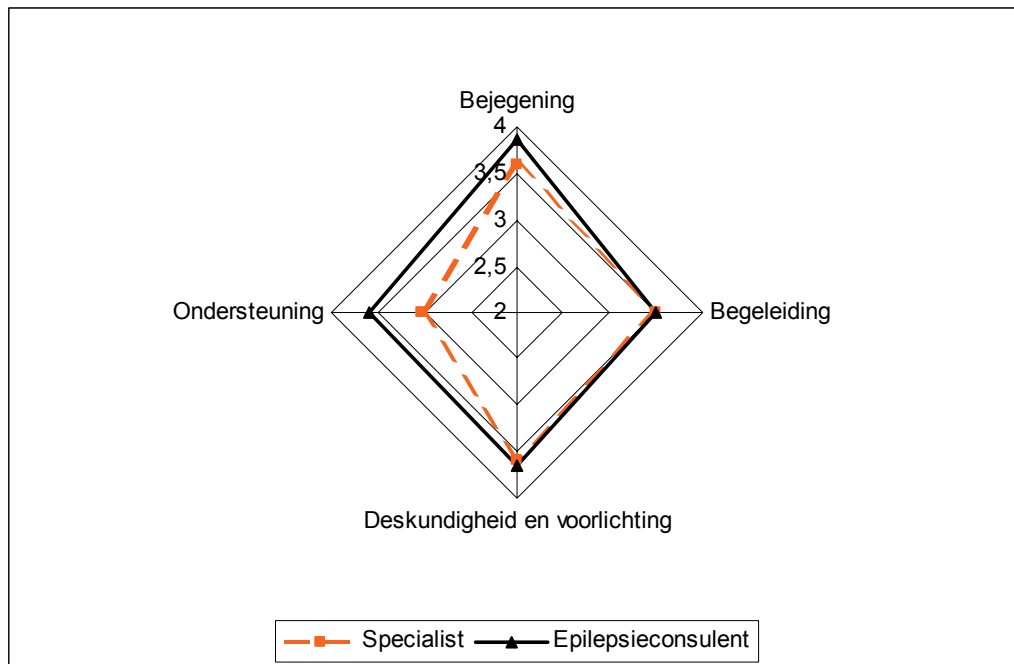 Bejegening
4
3,5
3
2,5
2
Ondersteuning
Begeleiding
Deskundigheid en voorlichting
Specialist
Epilepsieconsulent